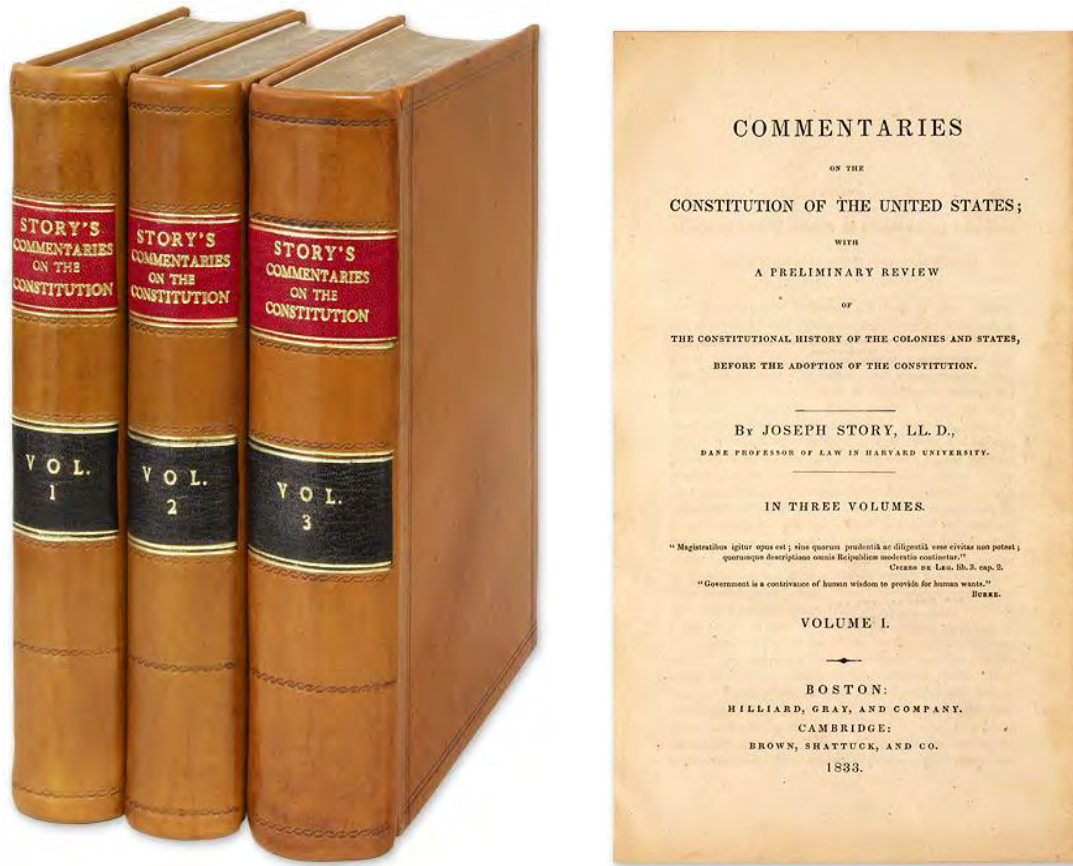 STORY'S
COMMENTARIES
ON THE
CONSTITUTION
VOL.
1
STORY'S
COMMENTARIES
ON THE
CONSTITUTION
VOL.
2
STORY'S
COMMENTARIES
ON THE
CONSTITUTION
VOL.
3
COMMENTARIES
ON THE
CONSTITUTION OF THE UNITED STATES;
WITH
A PRELIMINARY REVIEW
OF
THE CONSTITUTIONAL HISTORY OF THE COLONIES AND STATES,
BEFORE THE ADOPTION OF THE CONSTITUTION.
BY JOSEPH STORY, LL. D.,
DANE PROFESSOR OF LAW IN HARVARD UNIVERSITY.
IN THREE VOLUMES.
"Magistratibus igitur opus est; sine quorum prudentiâ ac diligentiâ esse civitas non potest;
quorumque descriptione omnis Reipublicæ moderatio continetur."
CICERO DE LEG. lib. 3. cap. 2.
"Government is a contrivance of human wisdom to provide for human wants."
BURKE.
VOLUME I.
BOSTON:
HILLIARD, GRAY, AND COMPANY.
CAMBRIDGE:
BROWN, SHATTUCK, AND CO.
1833.